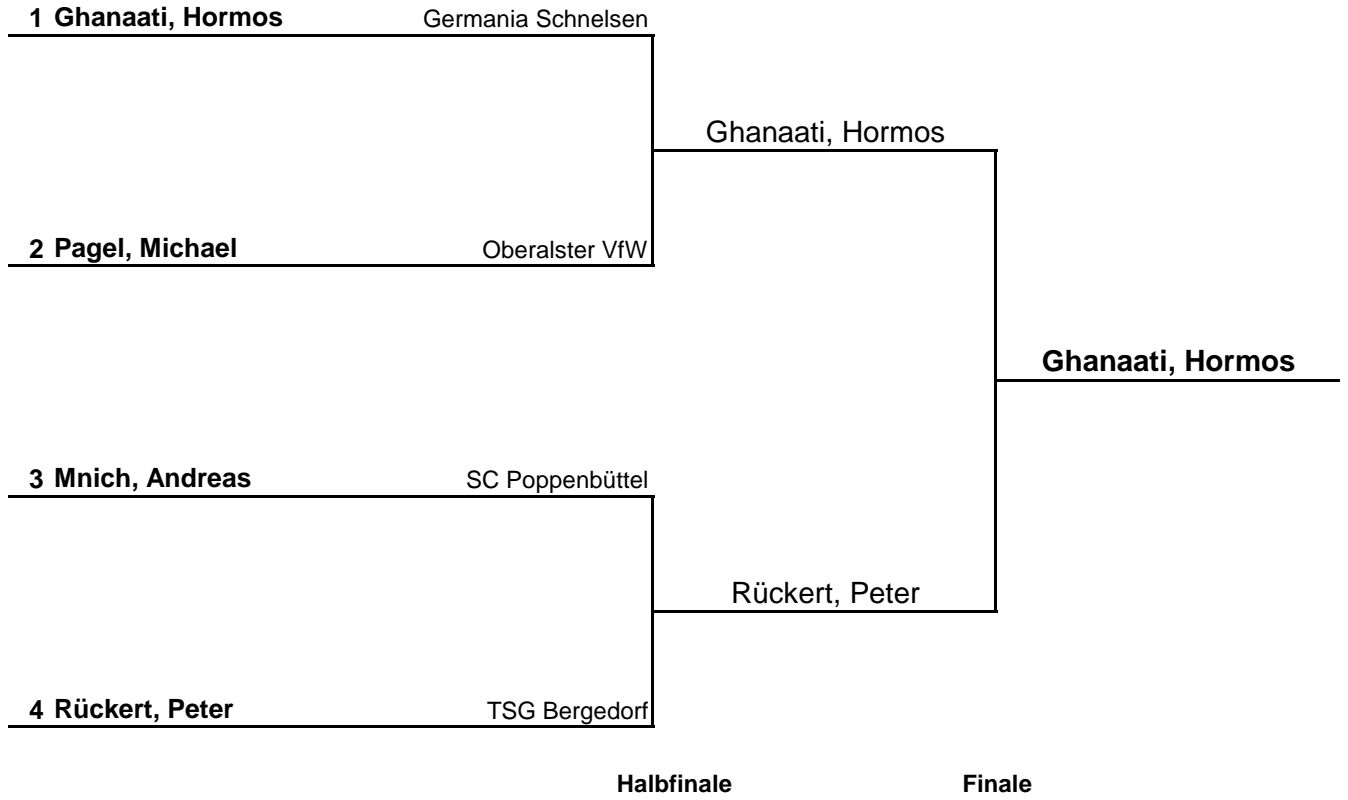 1 Ghanaati, Hormos Germania Schnelsen
Ghanaati, Hormos
2 Pagel, Michael Oberalster VfW
Ghanaati, Hormos
3 Mnich, Andreas SC Poppenbüttel
Rückert, Peter
4 Rückert, Peter TSG Bergedorf
Halbfinale Finale